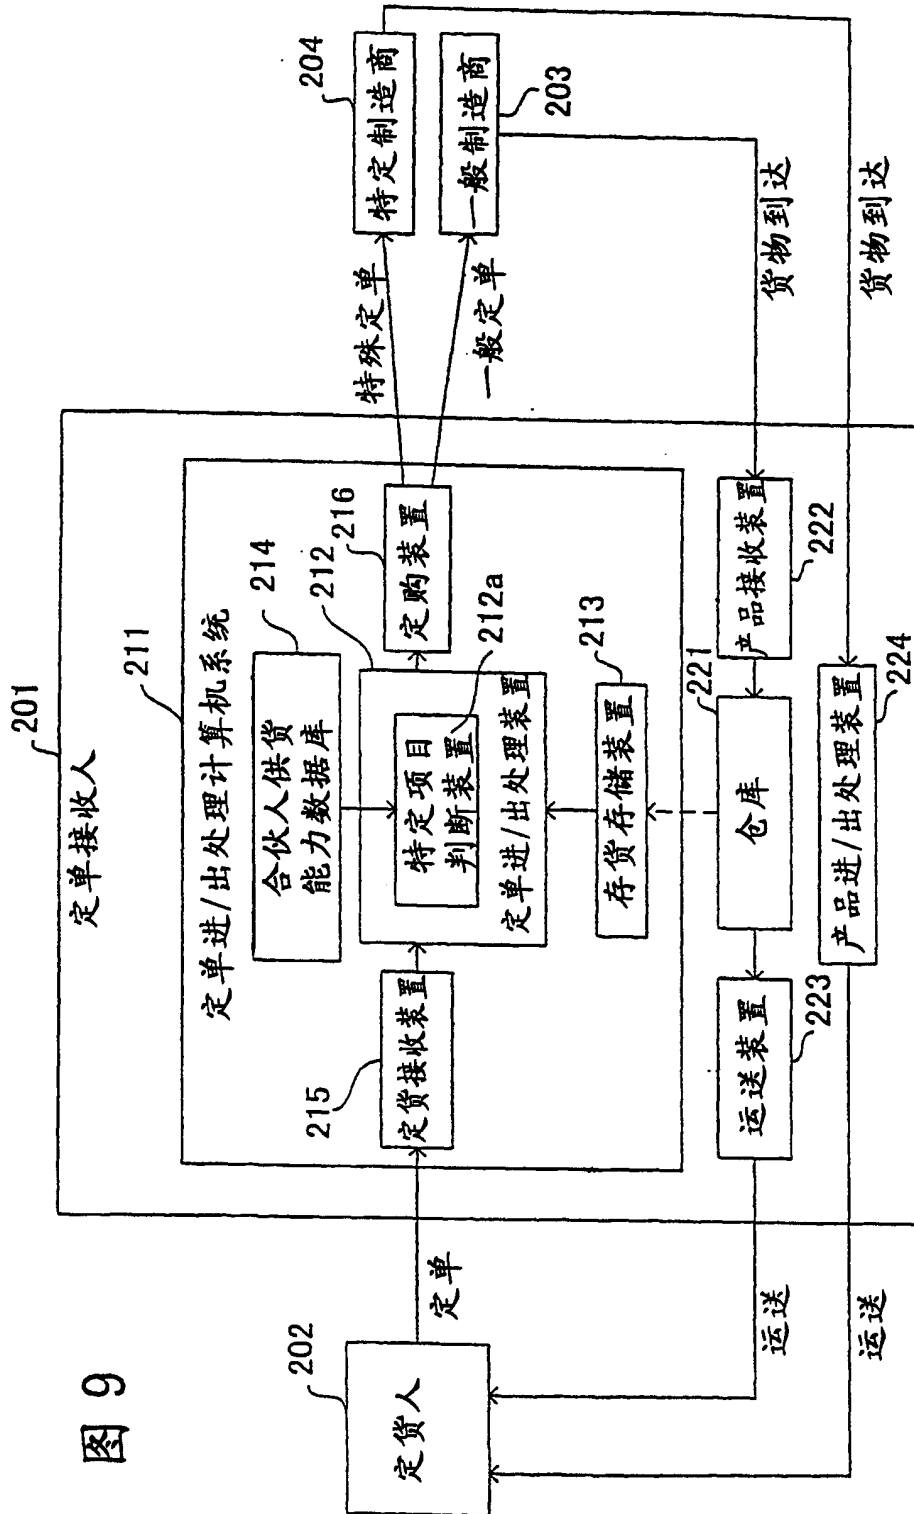 图 9
201
定单接收人
211
定单进/出处理计算机系统
214
合伙人供货
能力数据库
212
216
定购装置
212a
特定项目
判断装置
定单进/出处理装置
215
定货接收装置
213
存货存储装置
204
特定制造商
203
一般制造商
特殊定单
一般定单
202
定货人
定单
221
仓库
222
产品接收装置
223
运送装置
224
产品进/出处理装置
货物到达
货物到达
运送
运送